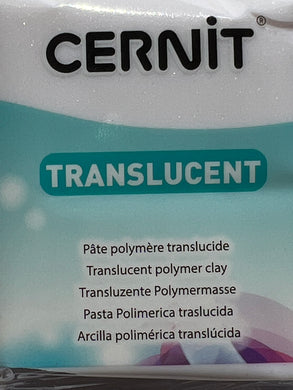 CERNIT®
TRANSLUCENT
Pâte polymère translucide
Translucent polymer clay
Transluzente Polymermasse
Pasta Polimerica traslucida
Arcilla polimérica translúcida